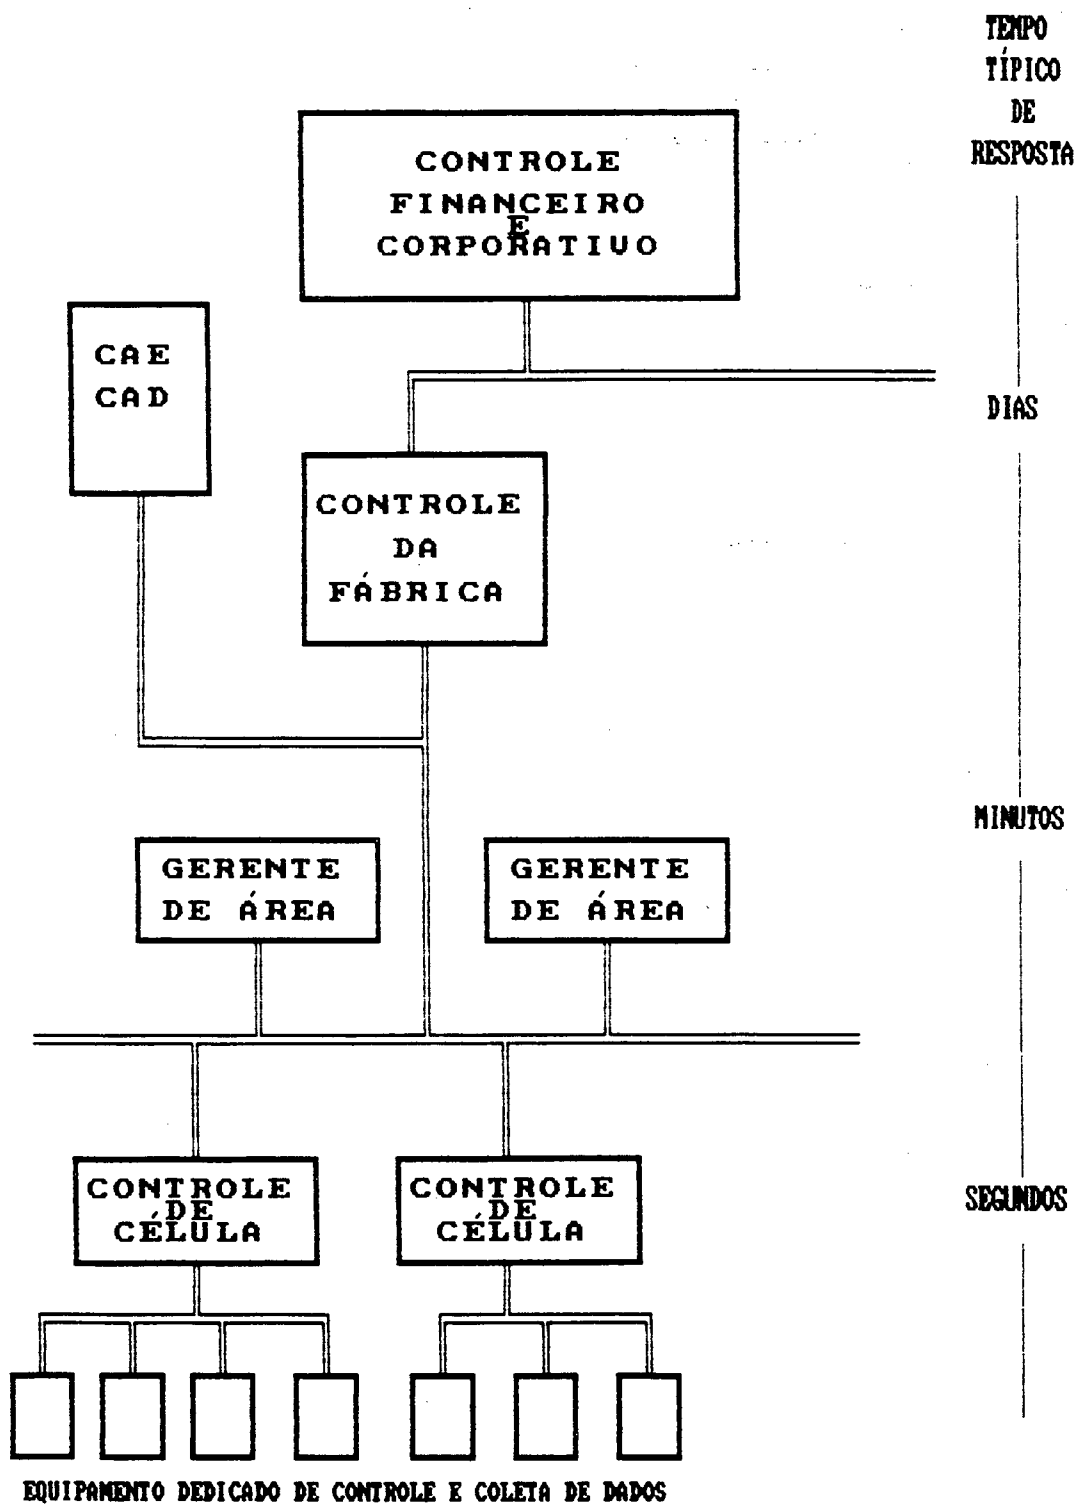 TEMPO
TÍPICO
DE
RESPOSTA
CONTROLE
FINANCEIRO
E
CORPORATIVO
CAE
CAD
DIAS
CONTROLE
DA
FÁBRICA
MINUTOS
GERENTE
DE ÁREA
GERENTE
DE ÁREA
CONTROLE
DE
CÉLULA
CONTROLE
DE
CÉLULA
SEGUNDOS
EQUIPAMENTO DEDICADO DE CONTROLE E COLETA DE DADOS